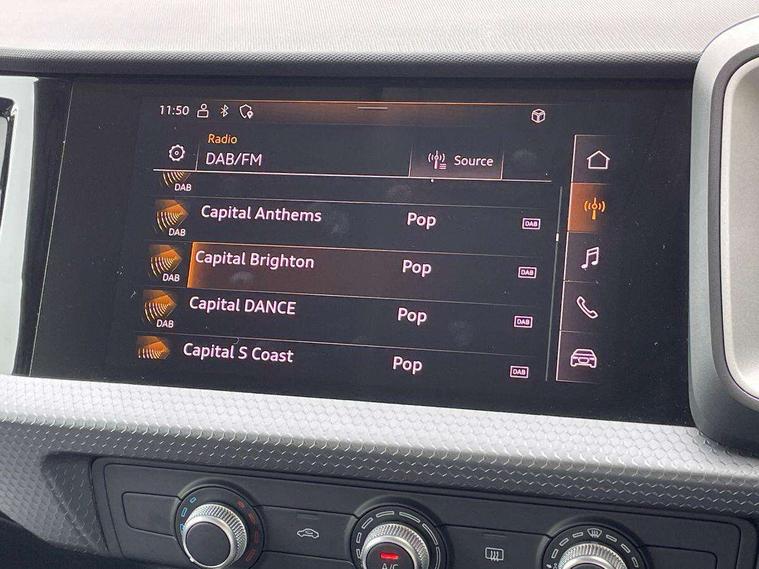 11:50
Radio
DAB/FM
Source
DAB
Capital Anthems Pop DAB
DAB
Capital Brighton Pop DAB
DAB
Capital DANCE Pop DAB
DAB
Capital S Coast Pop DAB
A/C